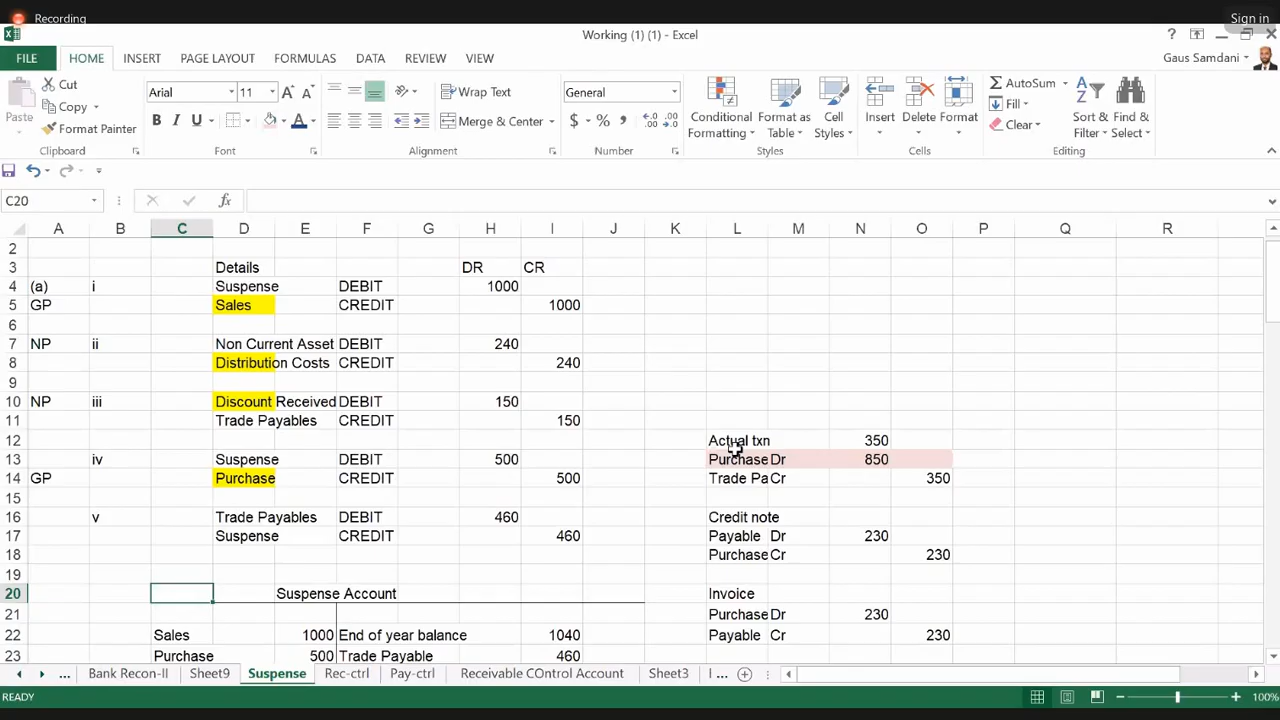 Recording
Sign in
Working (1) (1) - Excel
FILE HOME INSERT PAGE LAYOUT FORMULAS DATA REVIEW VIEW Gaus Samdani
Cut
Copy
Format Painter
Paste
Clipboard
Arial 11
B I U
Font
Wrap Text
Merge & Center
Alignment
General
$ % ,
Number
Conditional Formatting
Format as Table
Cell Styles
Styles
Insert Delete Format
Cells
AutoSum
Fill
Clear
Sort & Filter
Find & Select
Editing
C20 fx
A B C D E F G H I J K L M N O P Q R
2
3 Details DR CR
4 (a) i Suspense DEBIT 1000
5 GP Sales CREDIT 1000
6
7 NP ii Non Current Asset DEBIT 240
8 Distribution Costs CREDIT 240
9
10 NP iii Discount Received DEBIT 150
11 Trade Payables CREDIT 150
12 Actual txn 350
13 iv Suspense DEBIT 500 Purchase Dr 850
14 GP Purchase CREDIT 500 Trade Pa Cr 350
15
16 v Trade Payables DEBIT 460 Credit note
17 Suspense CREDIT 460 Payable Dr 230
18 Purchase Cr 230
19
20 Suspense Account Invoice
21 Purchase Dr 230
22 Sales 1000 End of year balance 1040 Payable Cr 230
23 Purchase 500 Trade Payable 460
... Bank Recon-II Sheet9 Suspense Rec-ctrl Pay-ctrl Receivable COntrol Account Sheet3 ...
READY 100%